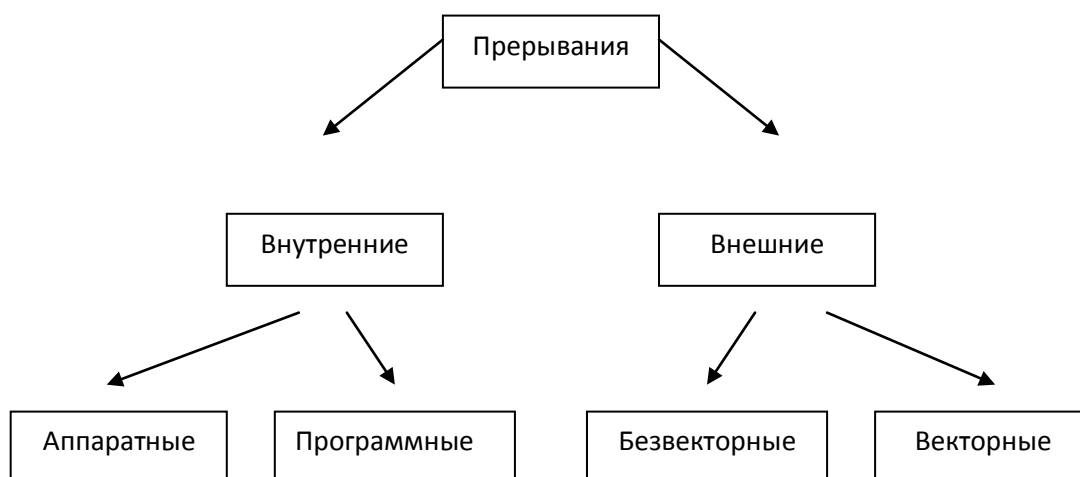 Прерывания
Внутренние
Внешние
Аппаратные
Программные
Безвекторные
Векторные